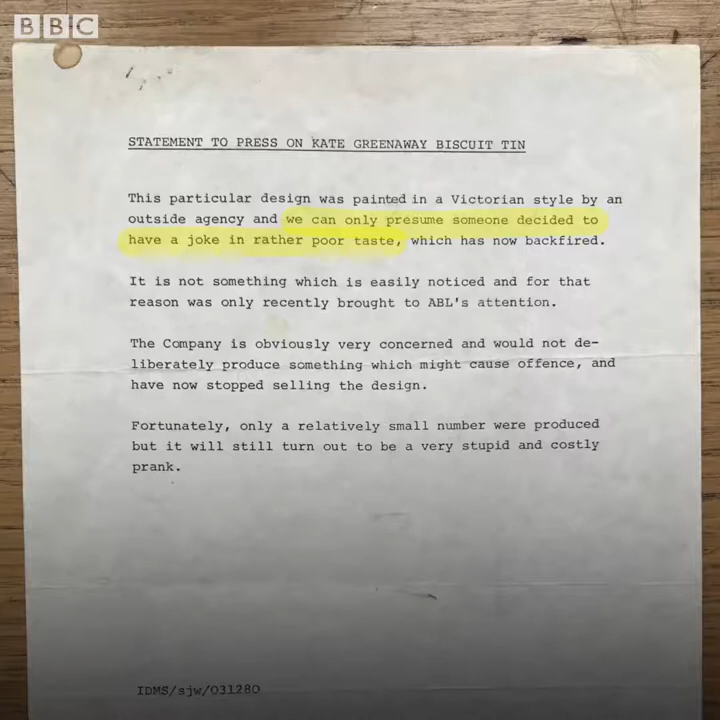 BBC
STATEMENT TO PRESS ON KATE GREENAWAY BISCUIT TIN
This particular design was painted in a Victorian style by an
outside agency and we can only presume someone decided to
have a joke in rather poor taste, which has now backfired.
It is not something which is easily noticed and for that
reason was only recently brought to ABL's attention.
The Company is obviously very concerned and would not de-
liberately produce something which might cause offence, and
have now stopped selling the design.
Fortunately, only a relatively small number were produced
but it will still turn out to be a very stupid and costly
prank.
IDMS/sjw/031280